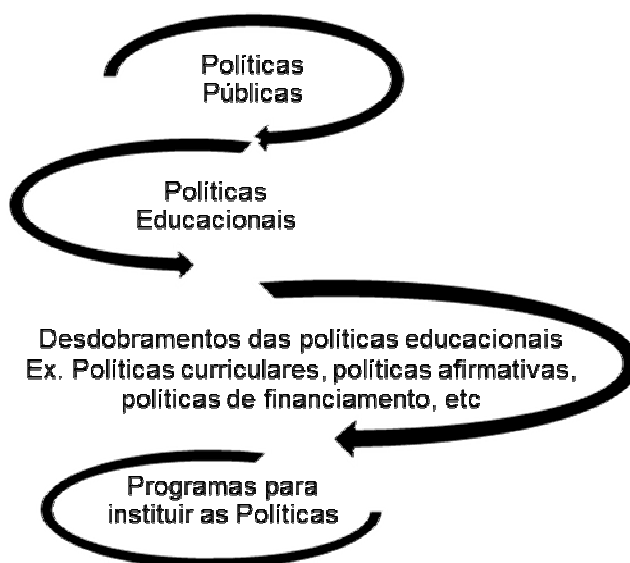 Políticas
Públicas
Políticas
Educacionais
Desdobramentos das políticas educacionais
Ex. Políticas curriculares, políticas afirmativas,
políticas de financiamento, etc
Programas para
instituir as Políticas